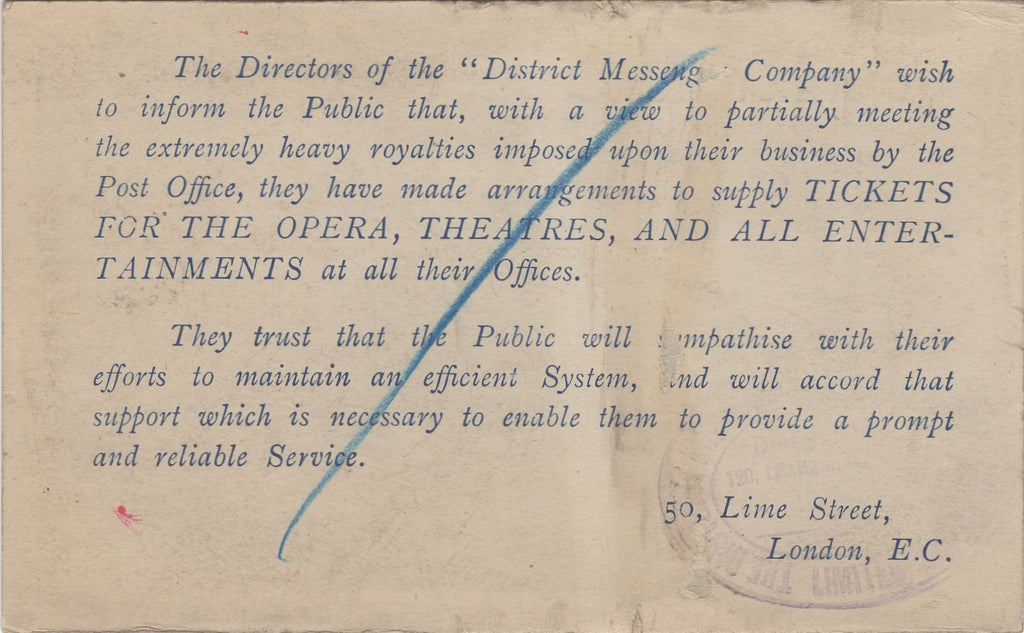 The Directors of the "District Messeng Company" wish
to inform the Public that, with a view to partially meeting
the extremely heavy royalties imposed upon their business by the
Post Office, they have made arrangements to supply TICKETS
FOR THE OPERA, THEATRES, AND ALL ENTER-
TAINMENTS at all their Offices.
They trust that the Public will sympathise with their
efforts to maintain an efficient System, and will accord that
support which is necessary to enable them to provide a prompt
and reliable Service.
50, Lime Street,
London, E.C.